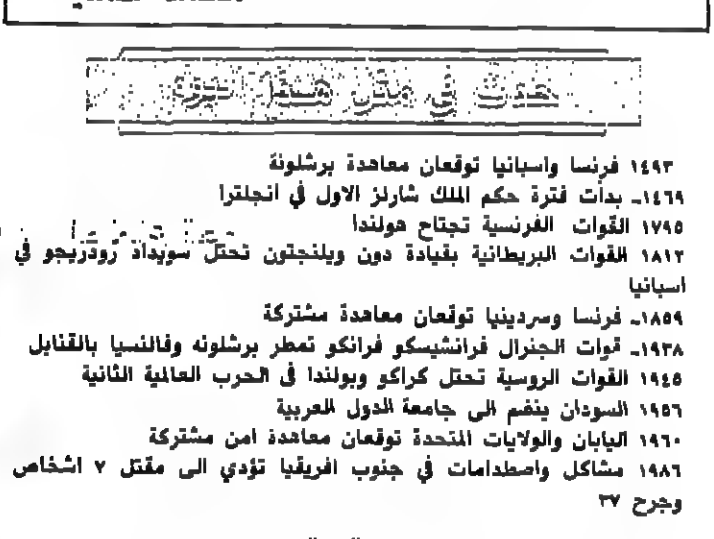 حدث في مثل هذا
١٤٩٣ فرنسا واسبانيا توقعان معاهدة برشلونة
١٤٦٩ـ بدأت فترة حكم الملك شارلز الاول في انجلترا
١٧٩٥ القوات الفرنسية تجتاح هولندا
١٨١٢ القوات البريطانية بقيادة دون ويلنجتون تحتل سويداد رودريجو في
اسبانيا
١٨٥٩ـ فرنسا وسردينيا توقعان معاهدة مشتركة
١٩٣٨ـ قوات الجنرال فرانشيسكو فرانكو تمطر برشلونه وفالنسيا بالقنابل
١٩٤٥ القوات الروسية تحتل كراكو وبولندا في الحرب العالمية الثانية
١٩٥٦ السودان ينضم الى جامعة الدول العربية
١٩٦٠ اليابان والولايات المتحدة توقعان معاهدة امن مشتركة
١٩٨٦ مشاكل واصطدامات في جنوب افريقيا تؤدي الى مقتل ٧ اشخاص
وجرح ٣٧